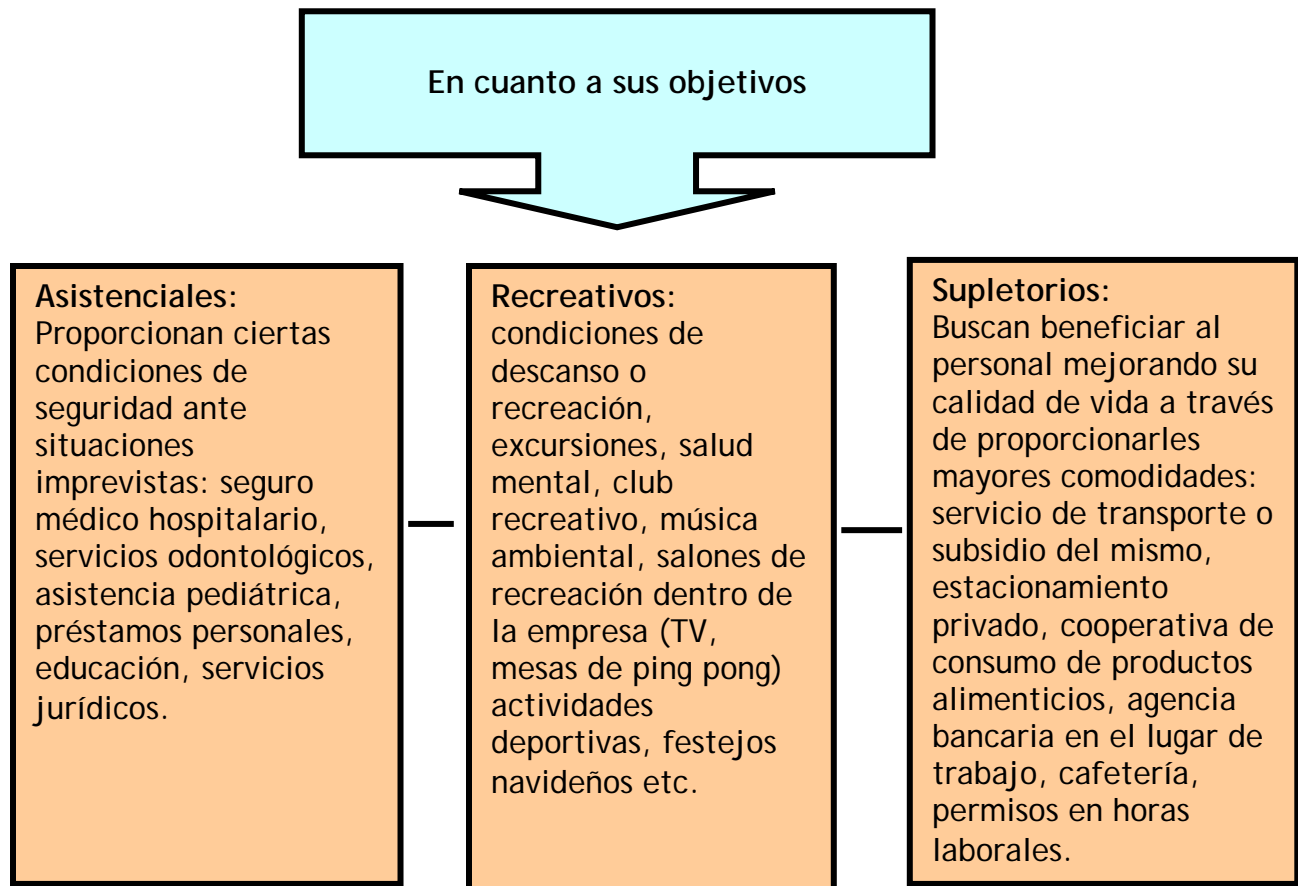 En cuanto a sus objetivos
Asistenciales:
Proporcionan ciertas
condiciones de
seguridad ante
situaciones
imprevistas: seguro
médico hospitalario,
servicios odontológicos,
asistencia pediátrica,
préstamos personales,
educación, servicios
jurídicos.
Recreativos:
condiciones de
descanso o
recreación,
excursiones, salud
mental, club
recreativo, música
ambiental, salones de
recreación dentro de
la empresa (TV,
mesas de ping pong)
actividades
deportivas, festejos
navideños etc.
Supletorios:
Buscan beneficiar al
personal mejorando su
calidad de vida a través
de proporcionarles
mayores comodidades:
servicio de transporte o
subsidio del mismo,
estacionamiento
privado, cooperativa de
consumo de productos
alimenticios, agencia
bancaria en el lugar de
trabajo, cafetería,
permisos en horas
laborales.